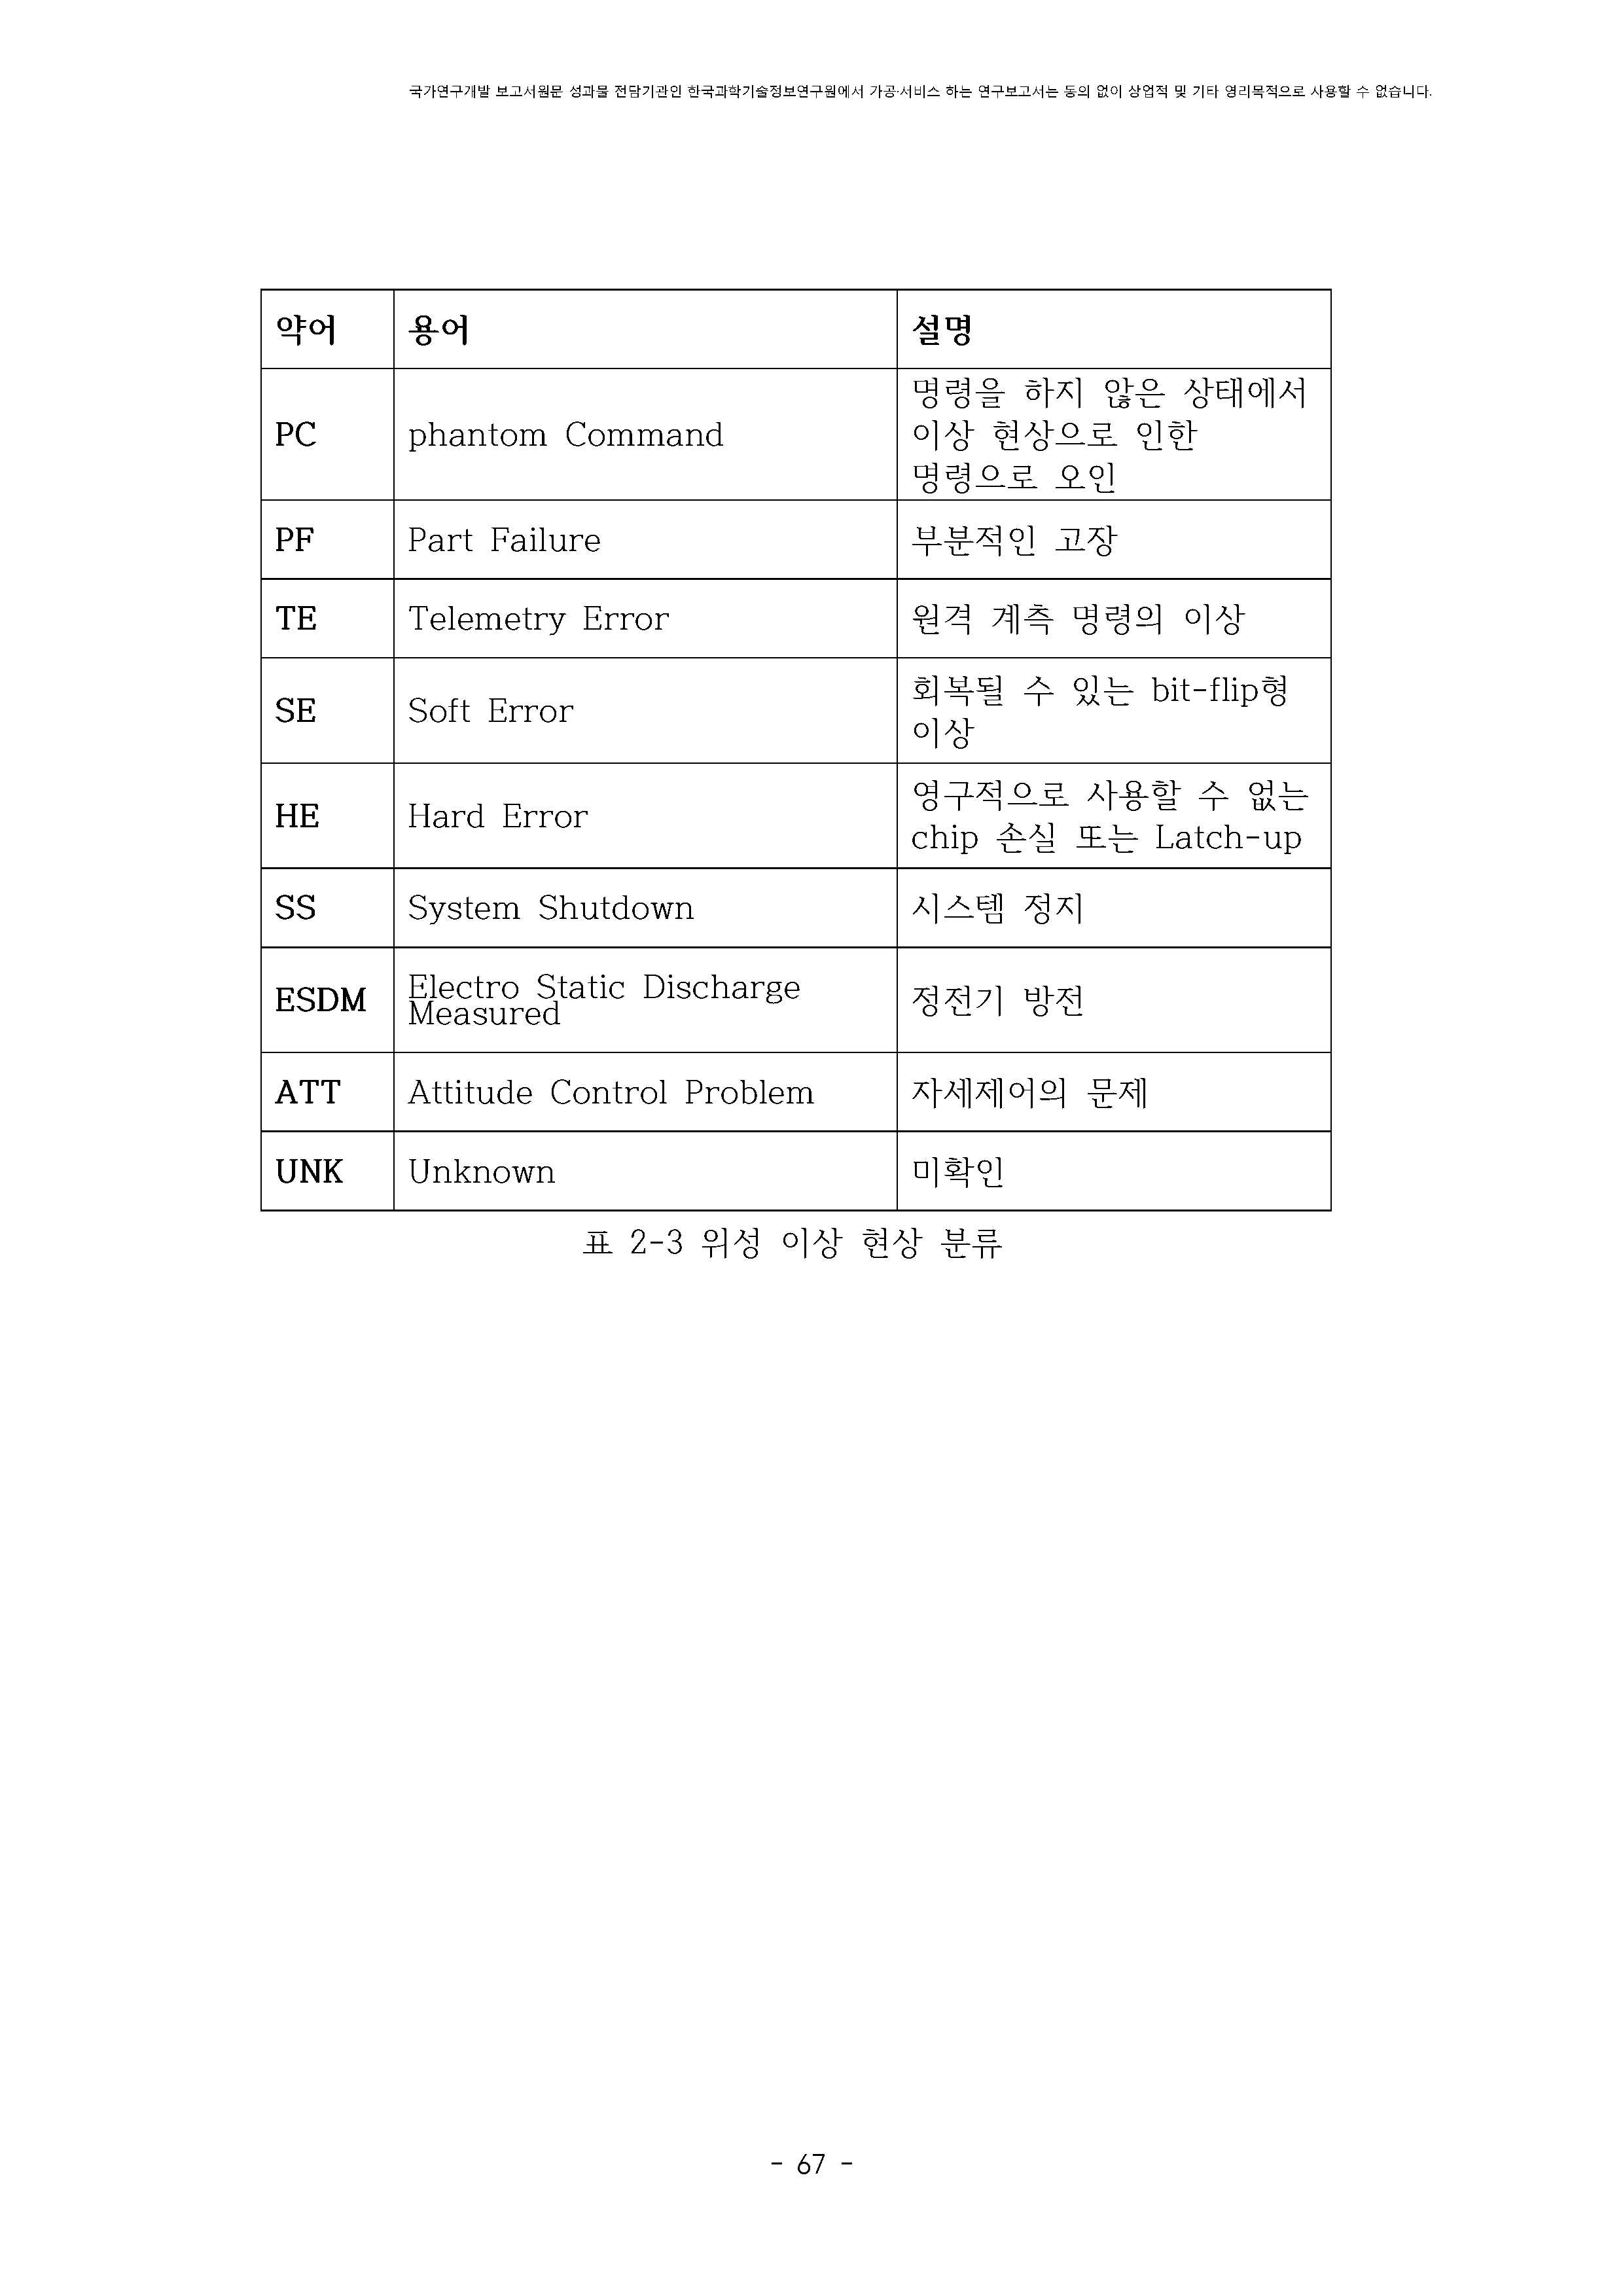 국가연구개발 보고서원문 성과물 전담기관인 한국과학기술정보연구원에서 가공·서비스 하는 연구보고서는 동의 없이 상업적 및 기타 영리목적으로 사용할 수 없습니다.
약어 용어 설명
PC phantom Command 명령을 하지 않은 상태에서
이상 현상으로 인한
명령으로 오인
PF Part Failure 부분적인 고장
TE Telemetry Error 원격 계측 명령의 이상
SE Soft Error 회복될 수 있는 bit-flip형
이상
HE Hard Error 영구적으로 사용할 수 없는
chip 손실 또는 Latch-up
SS System Shutdown 시스템 정지
ESDM Electro Static Discharge
Measured 정전기 방전
ATT Attitude Control Problem 자세제어의 문제
UNK Unknown 미확인
표 2-3 위성 이상 현상 분류
- 67 -